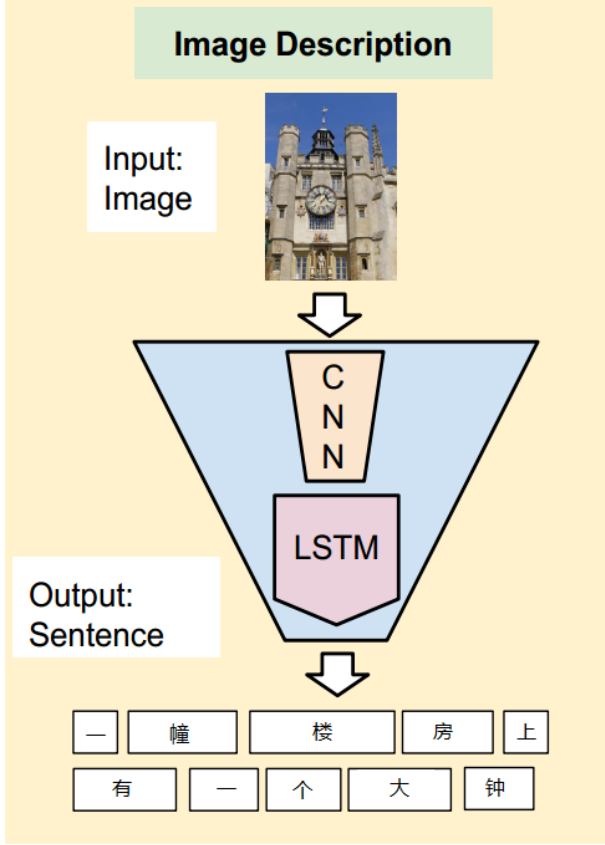 Image Description
Input:
Image
C
N
N
LSTM
Output:
Sentence
一 幢 楼 房 上
有 一 个 大 钟